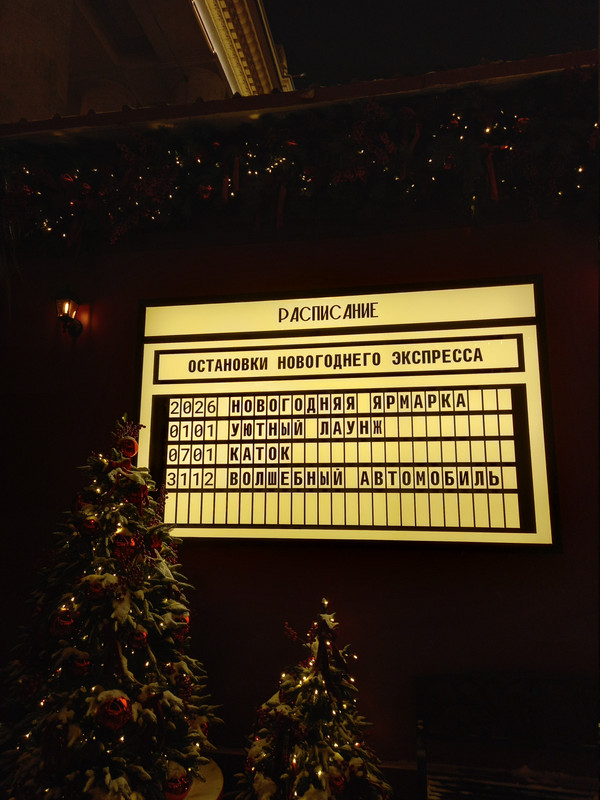 РАСПИСАНИЕ
ОСТАНОВКИ НОВОГОДНЕГО ЭКСПРЕССА
2026 НОВОГОДНЯЯ ЯРМАРКА
0101 УЮТНЫЙ ЛАУНЖ
0701 КАТОК
3112 ВОЛШЕБНЫЙ АВТОМОБИЛЬ